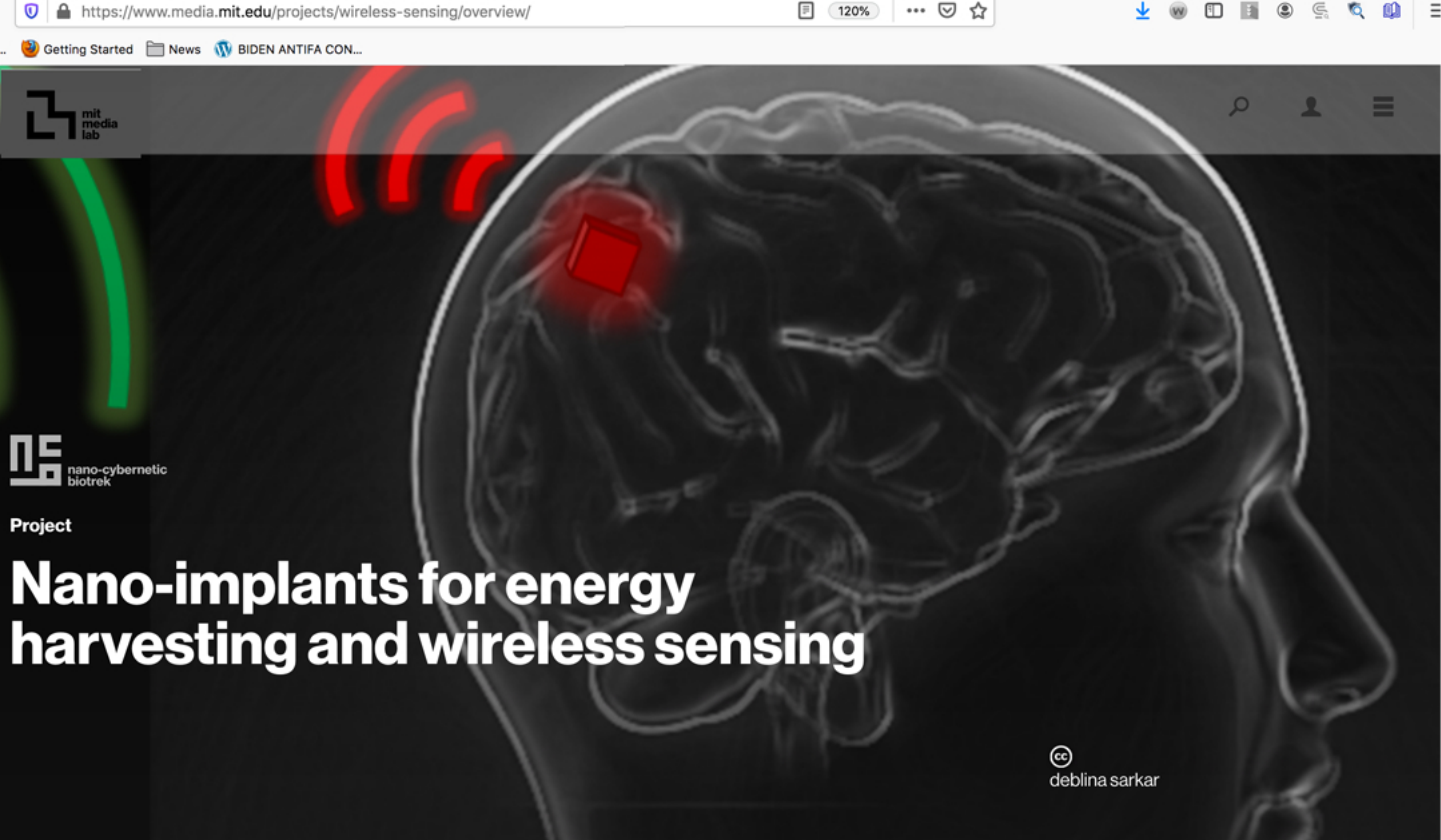 https://www.media.mit.edu/projects/wireless-sensing/overview/
120%
Getting Started
News
BIDEN ANTIFA CON...
mit
media
lab
nano-cybernetic
biotrek
Project
Nano-implants for energy
harvesting and wireless sensing
cc
deblina sarkar